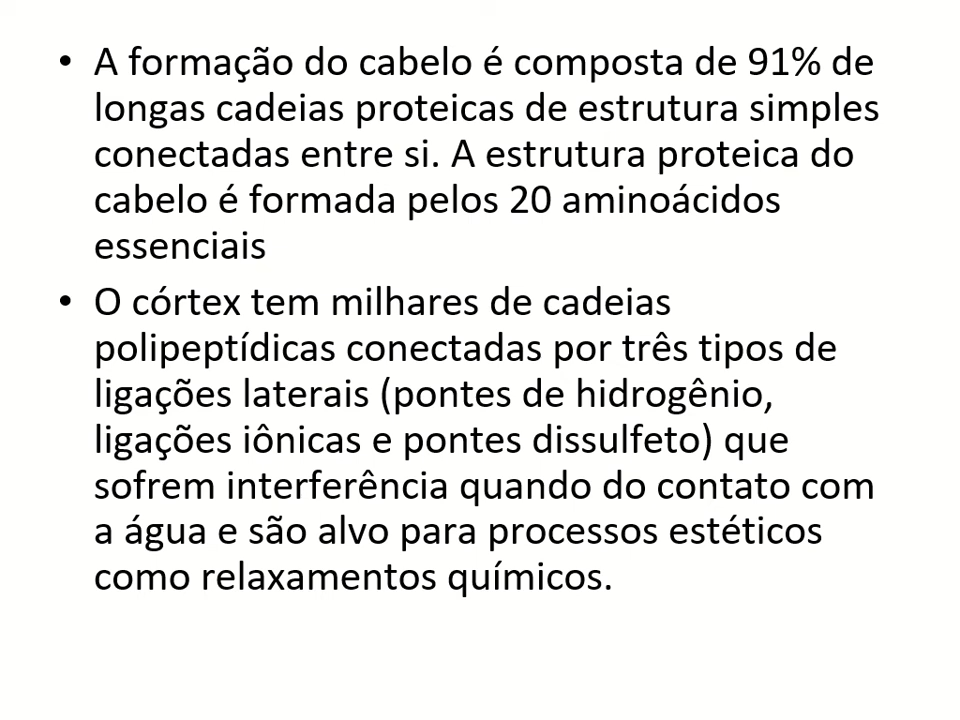 • A formação do cabelo é composta de 91% de
longas cadeias proteicas de estrutura simples
conectadas entre si. A estrutura proteica do
cabelo é formada pelos 20 aminoácidos
essenciais
• O córtex tem milhares de cadeias
polipeptídicas conectadas por três tipos de
ligações laterais (pontes de hidrogênio,
ligações iônicas e pontes dissulfeto) que
sofrem interferência quando do contato com
a água e são alvo para processos estéticos
como relaxamentos químicos.